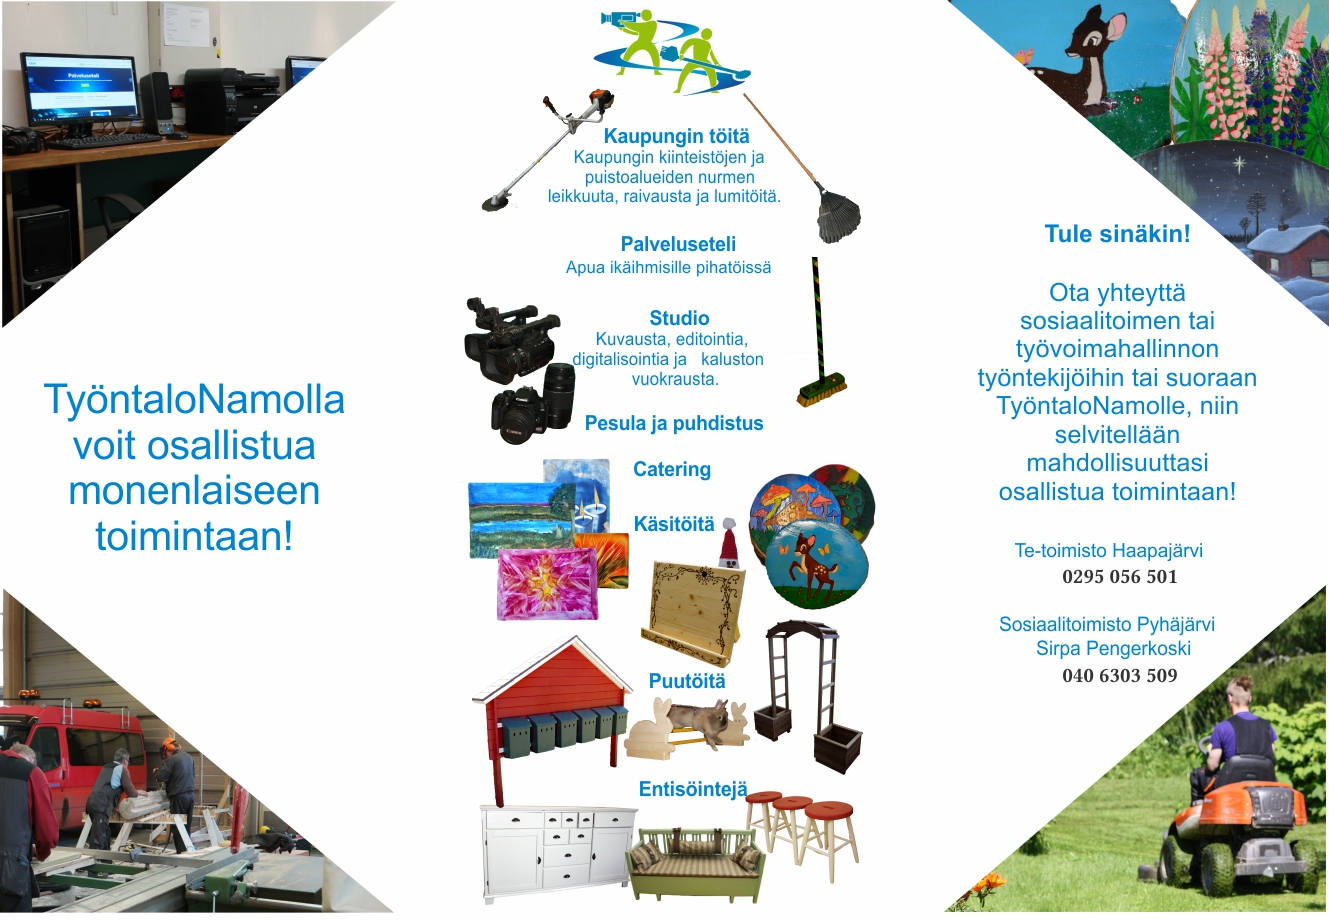 Palveluseteli
TyöntaloNamolla
voit osallistua
monenlaiseen
toimintaan!
Kaupungin töitä
Kaupungin kiinteistöjen ja
puistoalueiden nurmen
leikkuuta, raivausta ja lumitöitä.
Palveluseteli
Apua ikäihmisille pihatöissä
Studio
Kuvausta, editointia,
digitalisointia ja kaluston
vuokrausta.
Pesula ja puhdistus
Catering
Käsitöitä
Puutöitä
Entisöintejä
Tule sinäkin!
Ota yhteyttä
sosiaalitoimen tai
työvoimahallinnon
työntekijöihin tai suoraan
TyöntaloNamolle, niin
selvitellään
mahdollisuuttasi
osallistua toimintaan!
Te-toimisto Haapajärvi
0295 056 501
Sosiaalitoimisto Pyhäjärvi
Sirpa Pengerkoski
040 6303 509